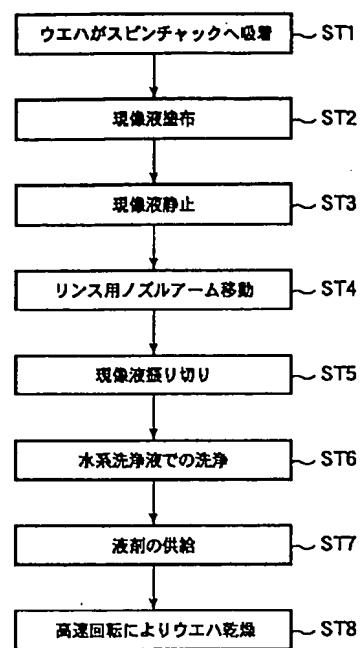 ウエハがスピンチャックへ吸着 ST1
現像液塗布 ST2
現像液静止 ST3
リンス用ノズルアーム移動 ST4
現像液振り切り ST5
水系洗浄液での洗浄 ST6
液剤の供給 ST7
高速回転によりウエハ乾燥 ST8